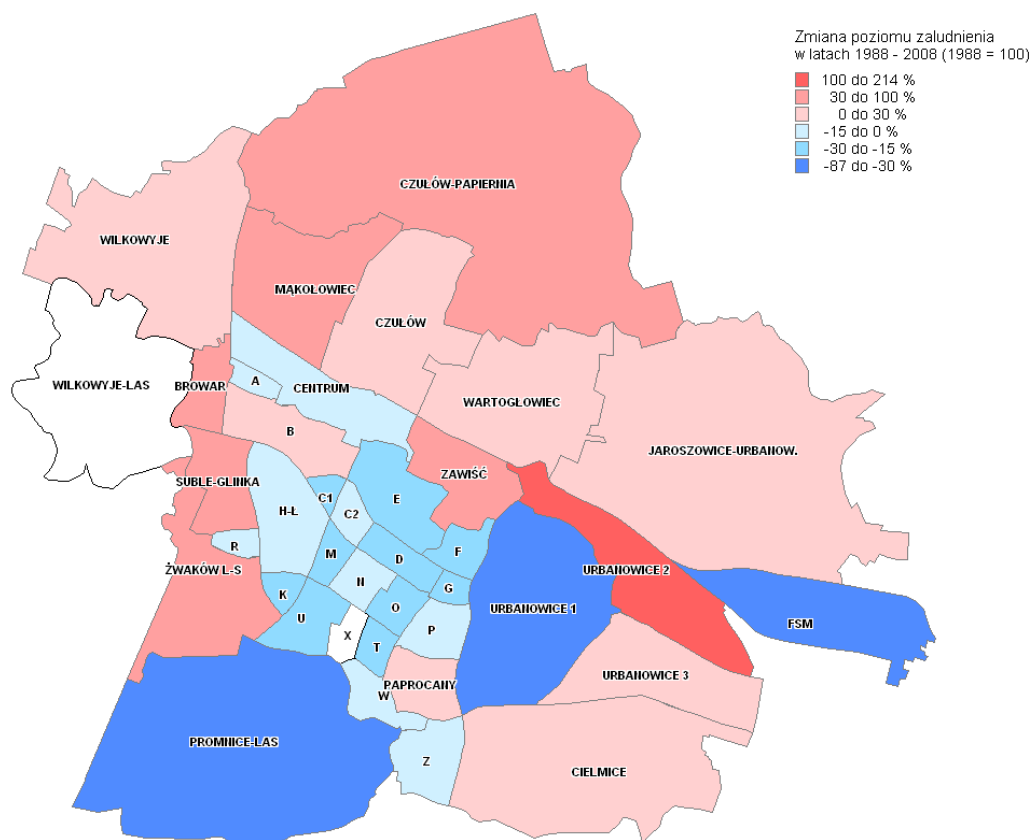 Zmiana poziomu zaludnienia
w latach 1988 - 2008 (1988 = 100)
100 do 214 %
30 do 100 %
0 do 30 %
-15 do 0 %
-30 do -15 %
-87 do -30 %
CZUŁÓW-PAPIERNIA
WILKOWYJE
MĄKOŁOWIEC
CZUŁÓW
WILKOWYJE-LAS
BROWAR
A
CENTRUM
WARTOGŁOWIEC
B
JAROSZOWICE-URBANOW.
ZAWIŚĆ
SUBLE-GLINKA
C1
E
H-Ł
C2
R
M
D
F
ŻWAKÓW L-S
URBANOWICE 2
N
G
K
O
URBANOWICE 1
U
P
FSM
X
T
URBANOWICE 3
PAPROCANY
W
PROMNICE-LAS
Z
CIELMICE